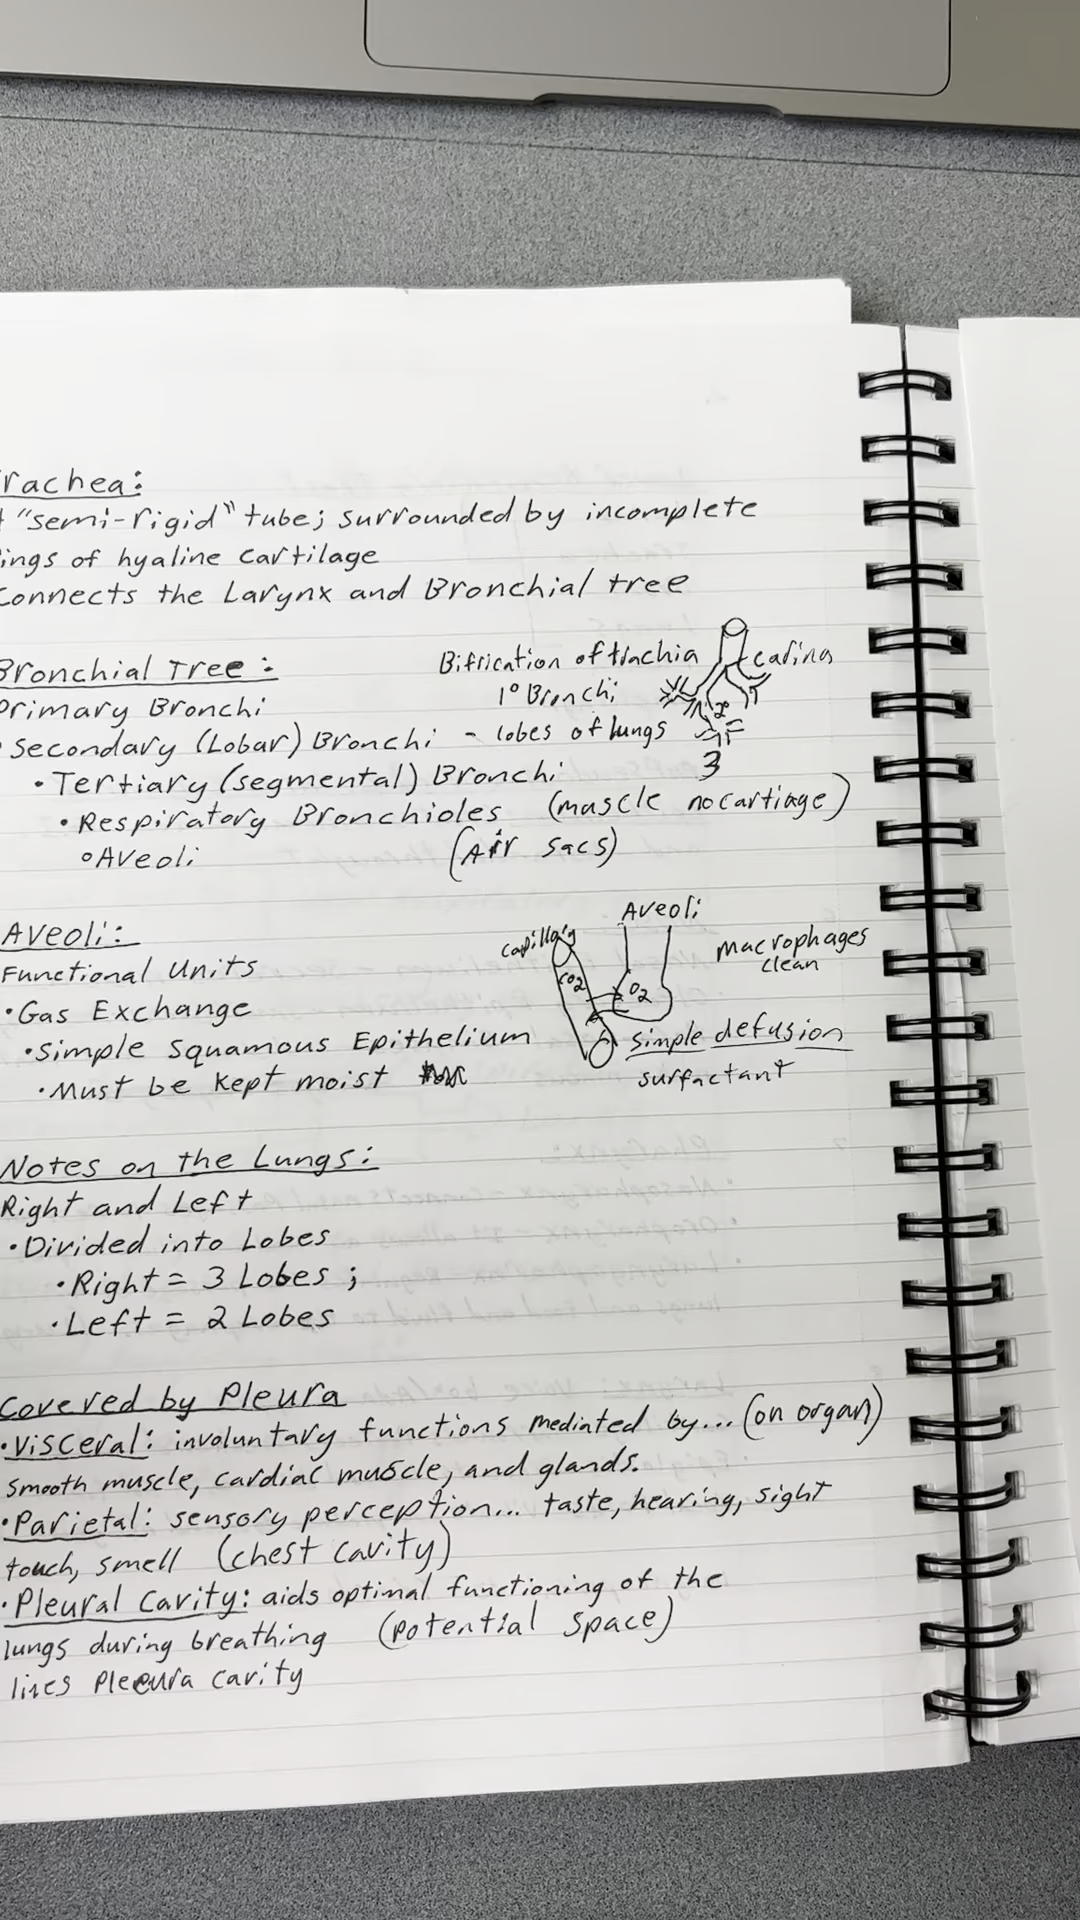 rachea:
"semi-rigid" tube; surrounded by incomplete
ings of hyaline cartilage
Connects the Larynx and Bronchial tree
Bronchial Tree:
Bifrication of trachia
carina
1° Bronchi
Primary Bronchi
2°
• Secondary (Lobar) Bronchi - lobes of lungs
3
• Tertiary (segmental) Bronchi
• Respiratory Bronchioles (muscle no cartiage)
° Aveoli (Air sacs)
Aveoli:
Aveoli
capillary
macrophages
clean
Functional Units
CO2
O2
• Gas Exchange
• Simple Squamous Epithelium
simple defusion
• Must be kept moist
surfactant
Notes on the Lungs:
Right and Left
• Divided into Lobes
• Right = 3 Lobes ;
• Left = 2 Lobes
Covered by Pleura
• Visceral: involuntary functions mediated by... (on organ)
smooth muscle, cardiac muscle, and glands.
• Parietal: sensory perception... taste, hearing, sight
touch, smell (chest cavity)
• Pleural Cavity: aids optimal functioning of the
lungs during breathing (potential space)
lines Pleura cavity